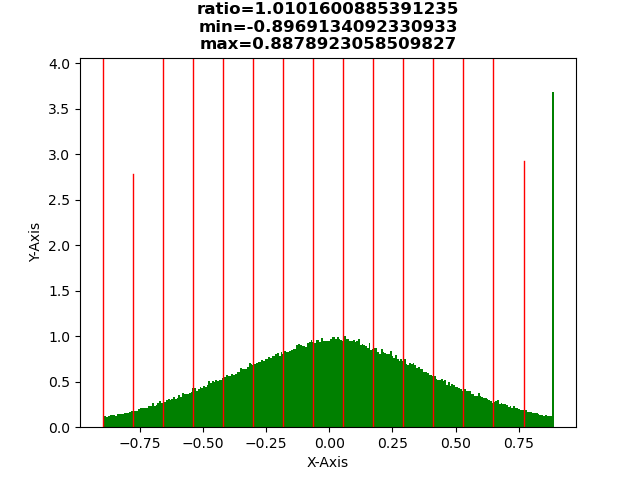 ratio=1.0101600885391235
min=-0.8969134092330933
max=0.8878923058509827
4.0
3.5
3.0
2.5
2.0
1.5
1.0
0.5
0.0
Y-Axis
−0.75 −0.50 −0.25 0.00 0.25 0.50 0.75
X-Axis